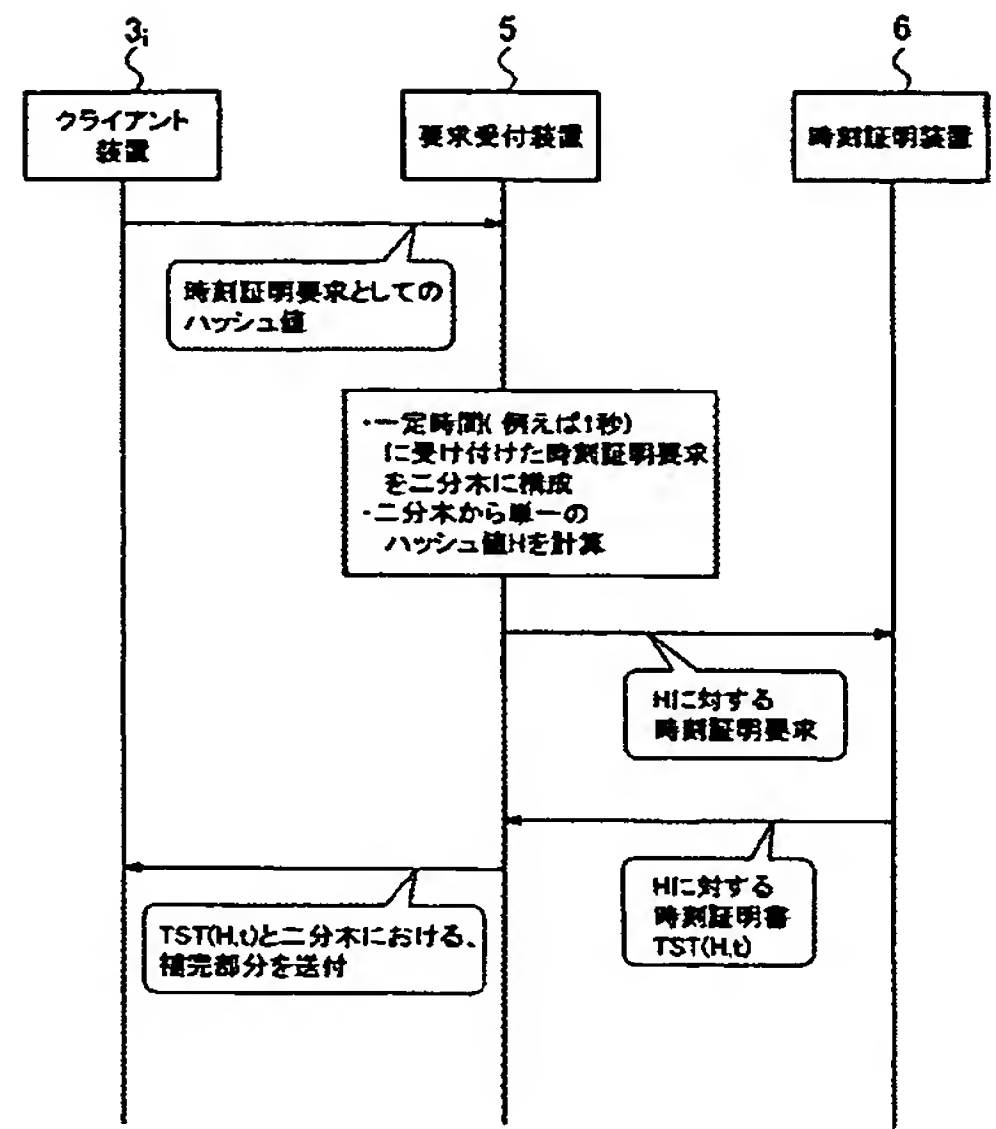 3i
5
6
クライアント
装置
要求受付装置
時刻証明装置
時刻証明要求としての
ハッシュ値
・一定時間( 例えば1秒)
に受け付けた時刻証明要求
を二分木に構成
・二分木から単一の
ハッシュ値Hを計算
Hに対する
時刻証明要求
Hに対する
時刻証明書
TST(H,t)
TST(H,t)と二分木における、
補完部分を送付